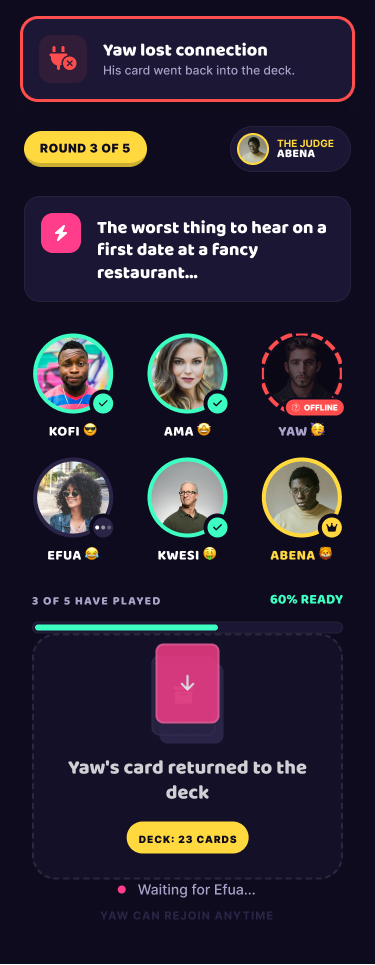 Yaw lost connection
His card went back into the deck.
ROUND 3 OF 5
THE JUDGE
ABENA
The worst thing to hear on a
first date at a fancy
restaurant...
OFFLINE
KOFI 😎
AMA 🤩
YAW 🥳
EFUA 😂
KWESI 🤑
ABENA 🦁
3 OF 5 HAVE PLAYED
60% READY
Yaw's card returned to the
deck
DECK: 23 CARDS
Waiting for Efua...
YAW CAN REJOIN ANYTIME